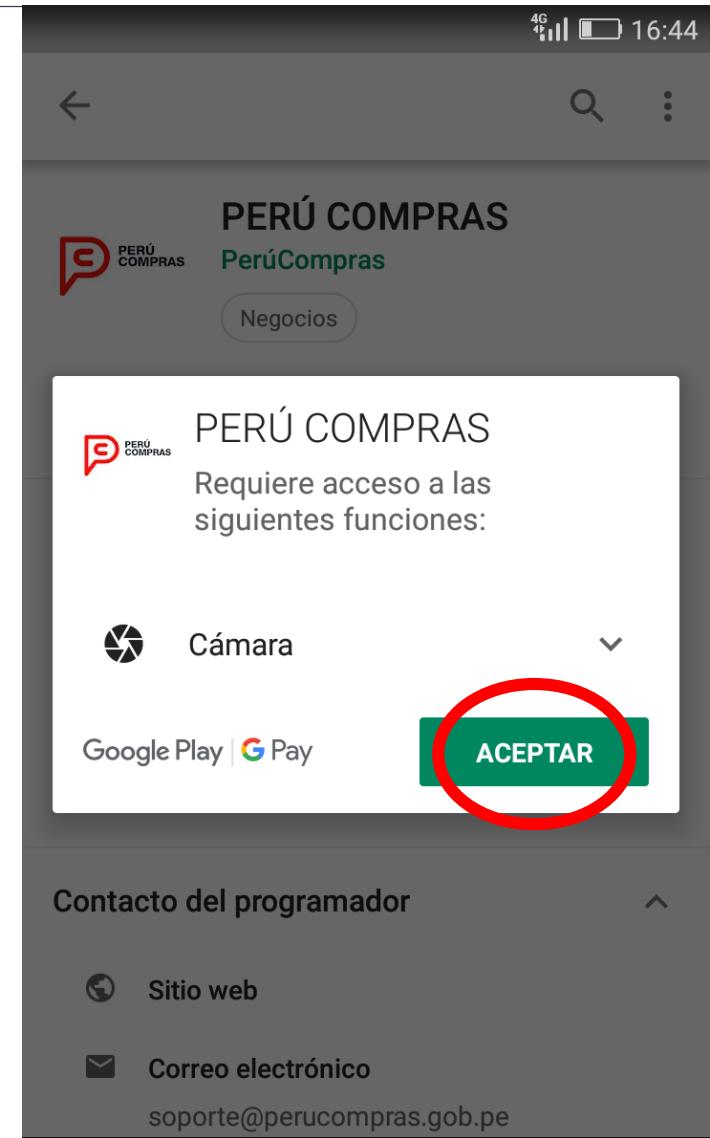 4G 16:44
PERÚ COMPRAS
PERÚ
COMPRAS
PerúCompras
Negocios
PERÚ COMPRAS
PERÚ
COMPRAS
Requiere acceso a las
siguientes funciones:
Cámara
Google Play | G Pay
ACEPTAR
Contacto del programador
Sitio web
Correo electrónico
soporte@perucompras.gob.pe